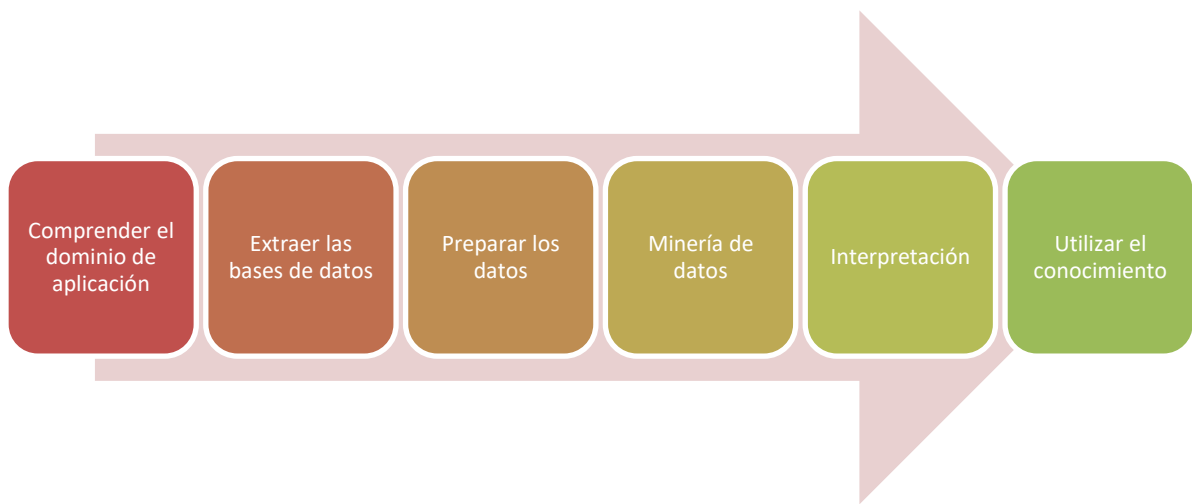 Comprender el
dominio de
aplicación
Extraer las
bases de datos
Preparar los
datos
Minería de
datos
Interpretación
Utilizar el
conocimiento